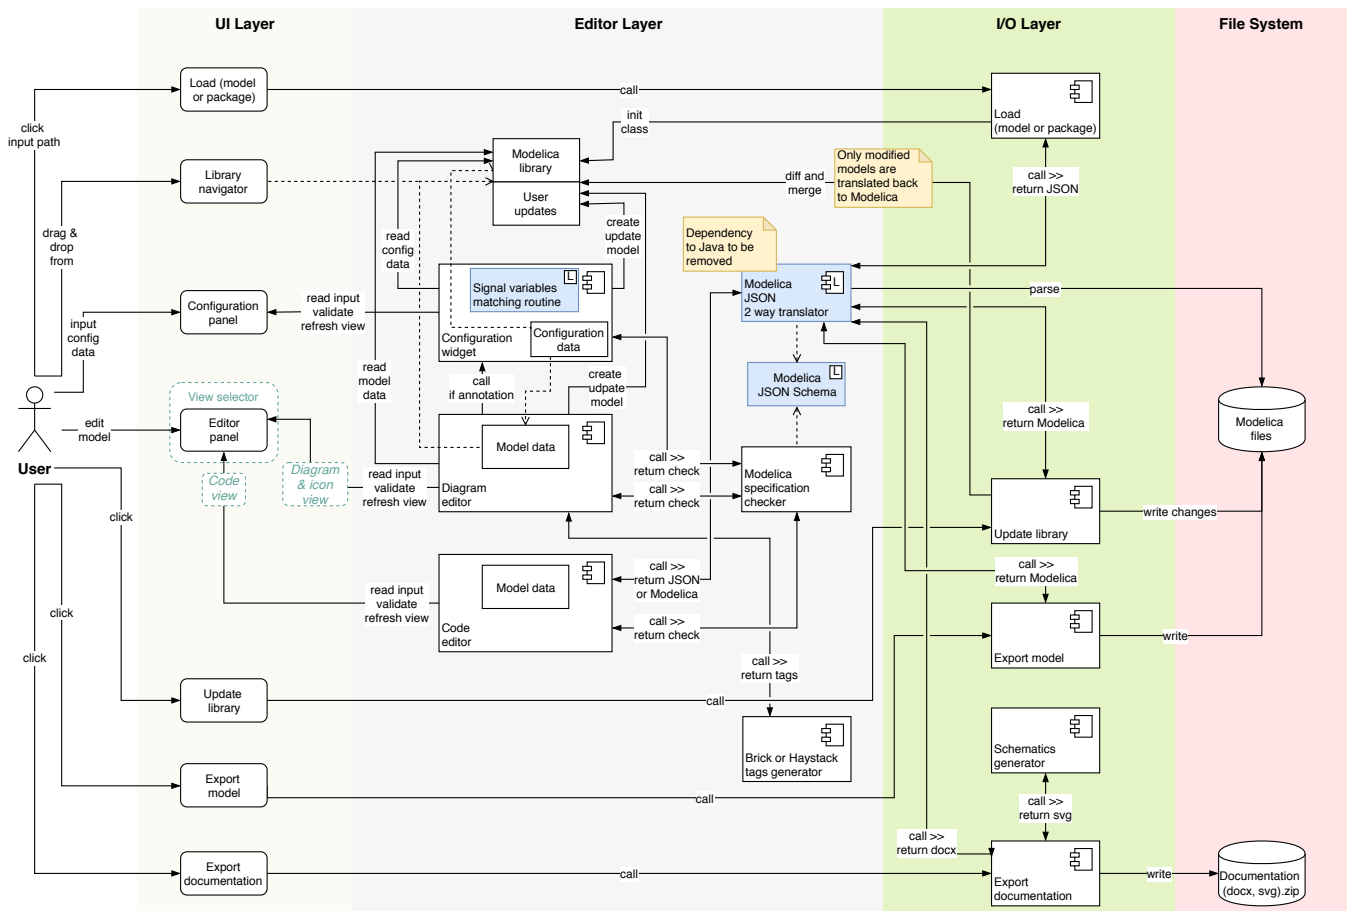 UI Layer
Editor Layer
I/O Layer
File System
Load (model
or package)
call
Load
(model or package)
click
input path
init
class
Modelica
library
User
updates
Only modified
models are
translated back
to Modelica
diff and
merge
call >>
return JSON
Library
navigator
drag &
drop
from
read
config
data
create
update
model
Dependency
to Java to be
removed
Signal variables
matching routine
L
Modelica
JSON
2 way translator
L
parse
Configuration
panel
read input
validate
refresh view
input
config
data
Configuration
widget
Configuration
data
read
model
data
call
if annotation
create
udpate
model
Modelica
JSON Schema
L
View selector
Editor
panel
edit
model
User
Code
view
Diagram
& icon
view
read input
validate
refresh view
Model data
Diagram
editor
call >>
return check
call >>
return check
Modelica
specification
checker
call >>
return Modelica
Modelica
files
click
Update library
write changes
call >>
return JSON
or Modelica
call >>
return Modelica
Model data
Code
editor
read input
validate
refresh view
call >>
return check
click
click
Export model
write
call >>
return tags
Update
library
call
Brick or Haystack
tags generator
Schematics
generator
Export
model
call
call >>
return svg
call >>
return docx
Export
documentation
call
Export
documentation
write
Documentation
(docx, svg).zip